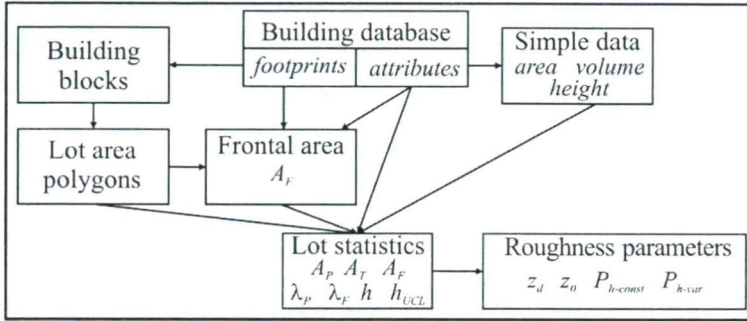 Building database
footprints attributes
Building
blocks
Simple data
area volume
height
Lot area
polygons
Frontal area
A_F
Lot statistics
A_P A_T A_F
λ_P λ_F h h_UCL
Roughness parameters
z_d z_0 P_h-const P_h-var